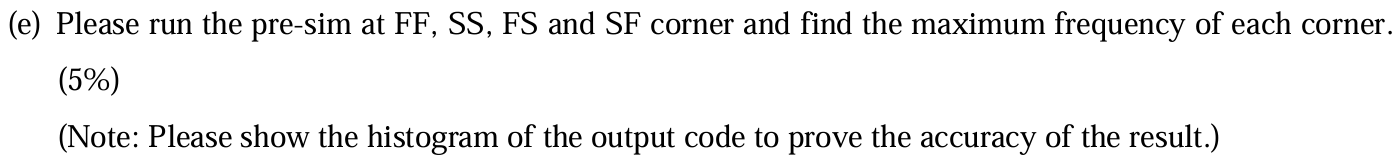 (e) Please run the pre-sim at FF, SS, FS and SF corner and find the maximum frequency of each corner.
(5%)
(Note: Please show the histogram of the output code to prove the accuracy of the result.)